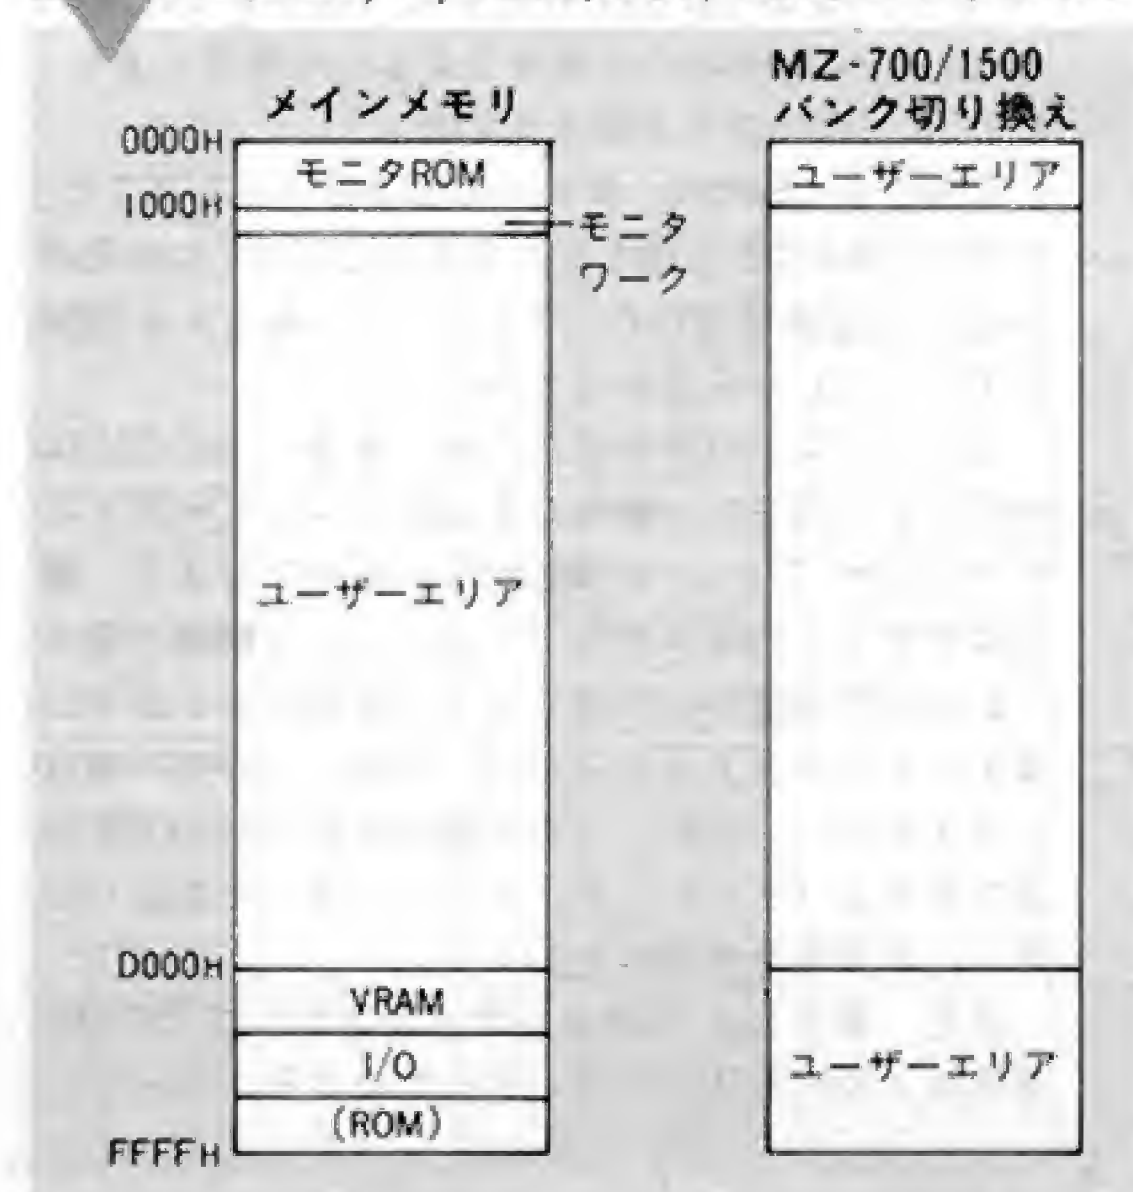 メインメモリ
MZ-700/1500
バンク切り換え
0000H
モニタROM
ユーザーエリア
1000H
モニタ
ワーク
ユーザーエリア
D000H
VRAM
I/O
(ROM)
ユーザーエリア
FFFFH